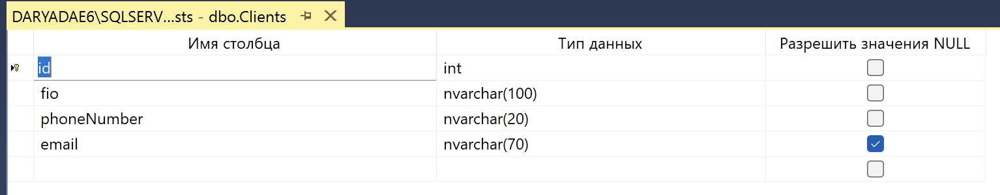 DARYADAE6\SQLSERV...sts - dbo.Clients
Имя столбца Тип данных Разрешить значения NULL
id int
fio nvarchar(100)
phoneNumber nvarchar(20)
email nvarchar(70)